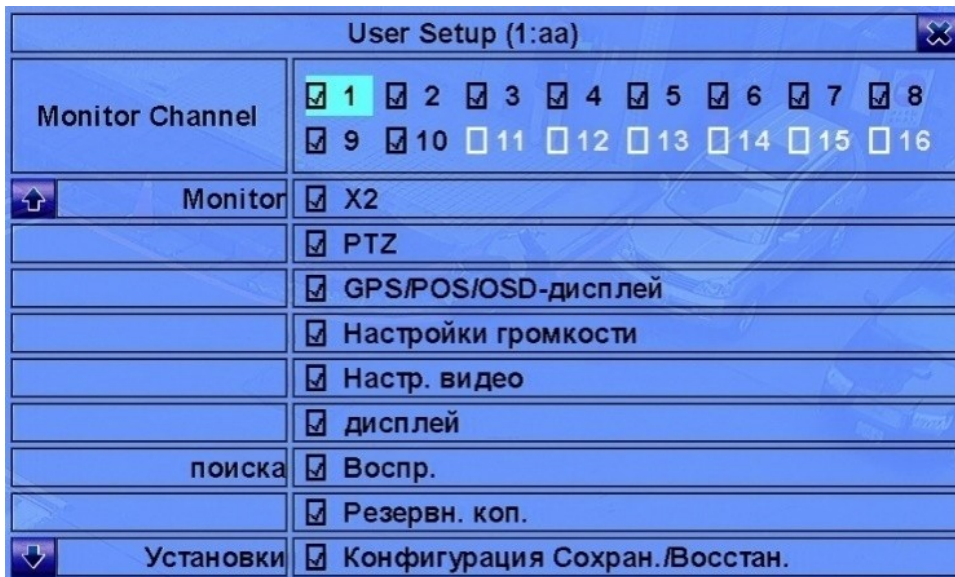 User Setup (1:aa)
Monitor Channel
1 2 3 4 5 6 7 8
9 10 11 12 13 14 15 16
Monitor X2
PTZ
GPS/POS/OSD-дисплей
Настройки громкости
Настр. видео
дисплей
поиска Воспр.
Резервн. коп.
Установки Конфигурация Сохран./Восстан.